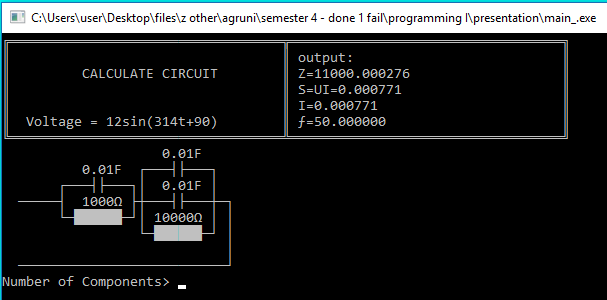 C:\Users\user\Desktop\files\z other\agruni\semester 4 - done 1 fail\programming I\presentation\main_.exe
CALCULATE CIRCUIT
Voltage = 12sin(314t+90)
output:
Z=11000.000276
S=UI=0.000771
I=0.000771
ƒ=50.000000
0.01F
0.01F
0.01F
1000Ω
10000Ω
Number of Components>